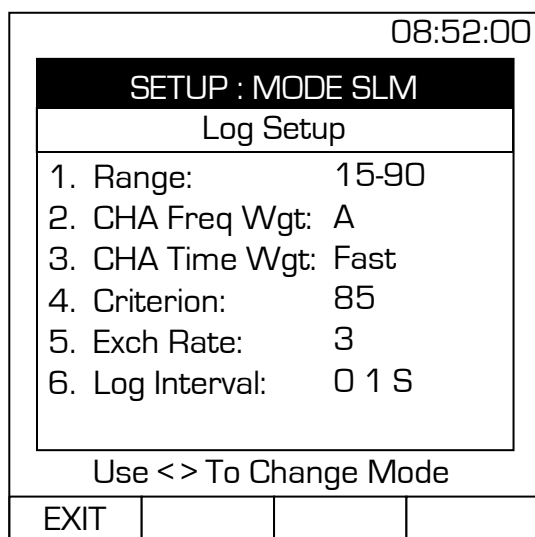 08:52:00
SETUP : MODE SLM
Log Setup
1. Range: 15-90
2. CHA Freq Wgt: A
3. CHA Time Wgt: Fast
4. Criterion: 85
5. Exch Rate: 3
6. Log Interval: 0 1 S
Use < > To Change Mode
EXIT